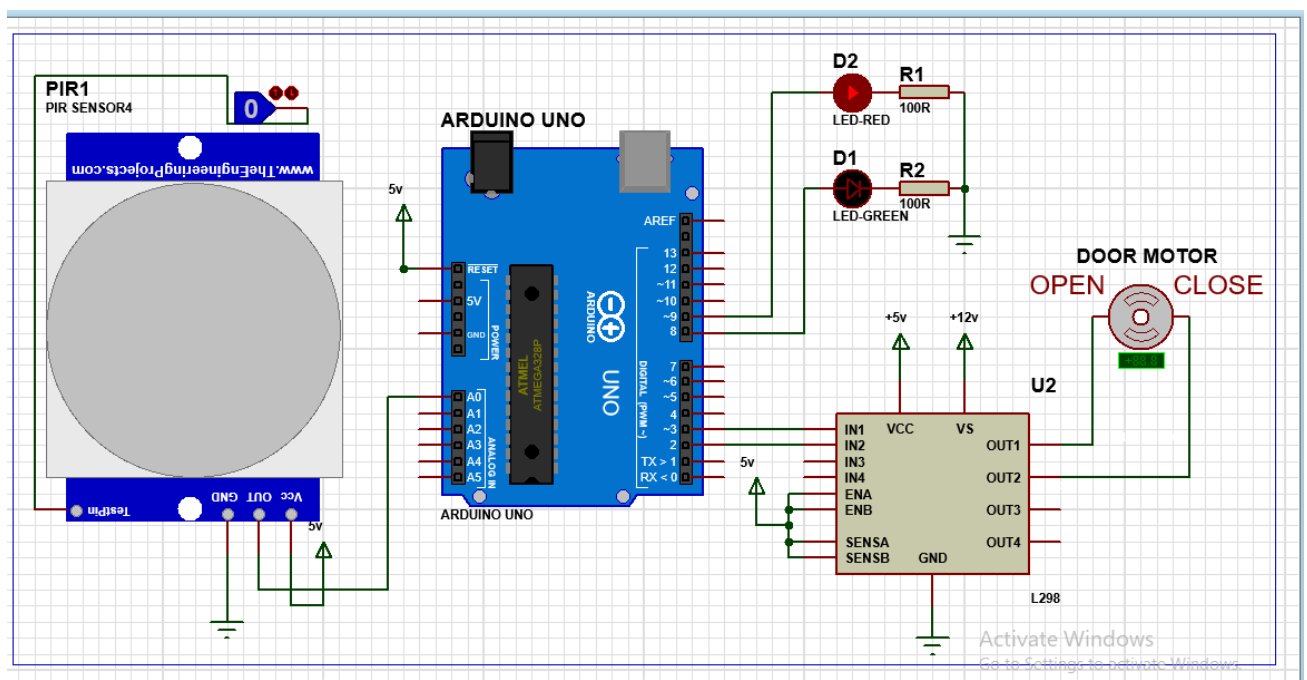 PIR1
PIR SENSOR4
0
www.TheEngineeringProjects.com
TestPin
GND
OUT
Vcc
5v
5v
ARDUINO UNO
RESET
5V
GND
POWER
A0
A1
A2
A3
A4
A5
ANALOG IN
ATMEL
ATMEGA328P
ARDUINO
UNO
AREF
13
12
~11
~10
~9
8
7
~6
~5
4
~3
2
TX > 1
RX < 0
DIGITAL (PWM ~)
ARDUINO UNO
D2
LED-RED
R1
100R
D1
LED-GREEN
R2
100R
DOOR MOTOR
OPEN
CLOSE
+5v
+12v
5v
U2
IN1
IN2
IN3
IN4
ENA
ENB
SENSA
SENSB
VCC
VS
GND
OUT1
OUT2
OUT3
OUT4
L298
Activate Windows
Go to Settings to activate Windows.